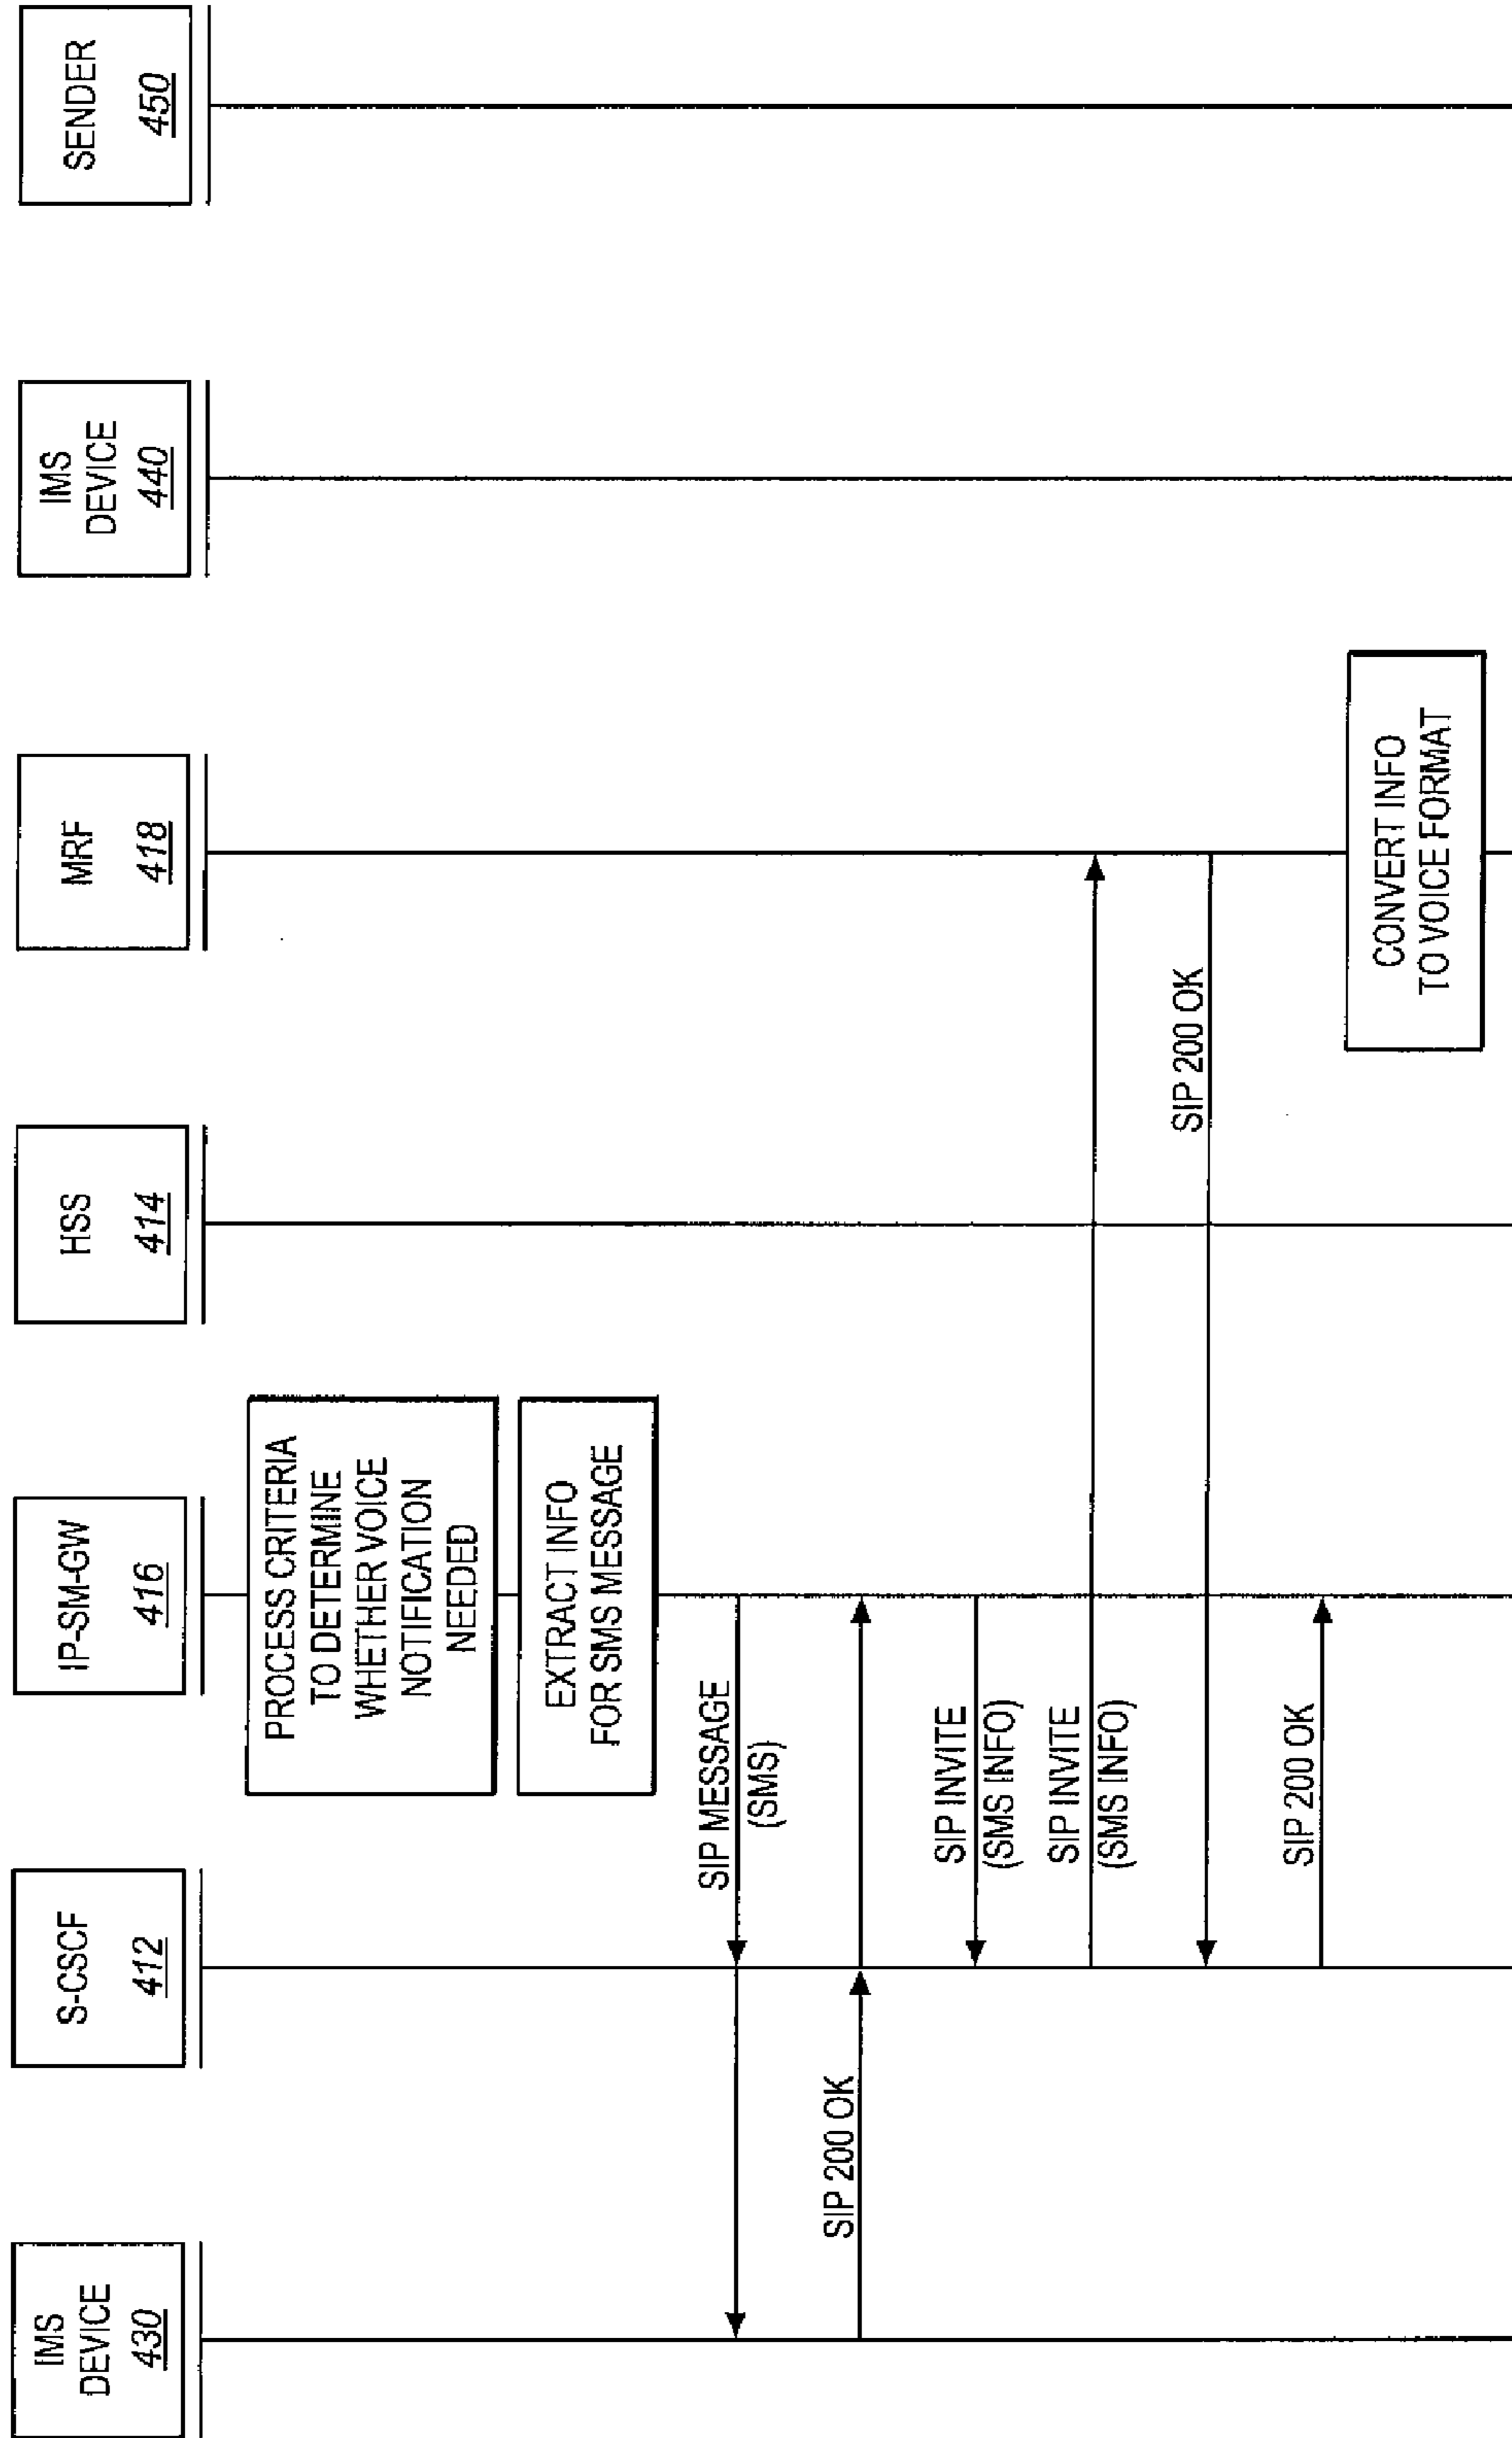 IMS
DEVICE
430
S-CSCF
412
IP-SM-GW
416
HSS
414
MRF
418
IMS
DEVICE
440
SENDER
450
PROCESS CRITERIA
TO DETERMINE
WHETHER VOICE
NOTIFICATION
NEEDED
EXTRACT INFO
FOR SMS MESSAGE
SIP MESSAGE
(SMS)
SIP 200 OK
SIP INVITE
(SMS INFO)
SIP INVITE
(SMS INFO)
SIP 200 OK
SIP 200 OK
CONVERT INFO
TO VOICE FORMAT